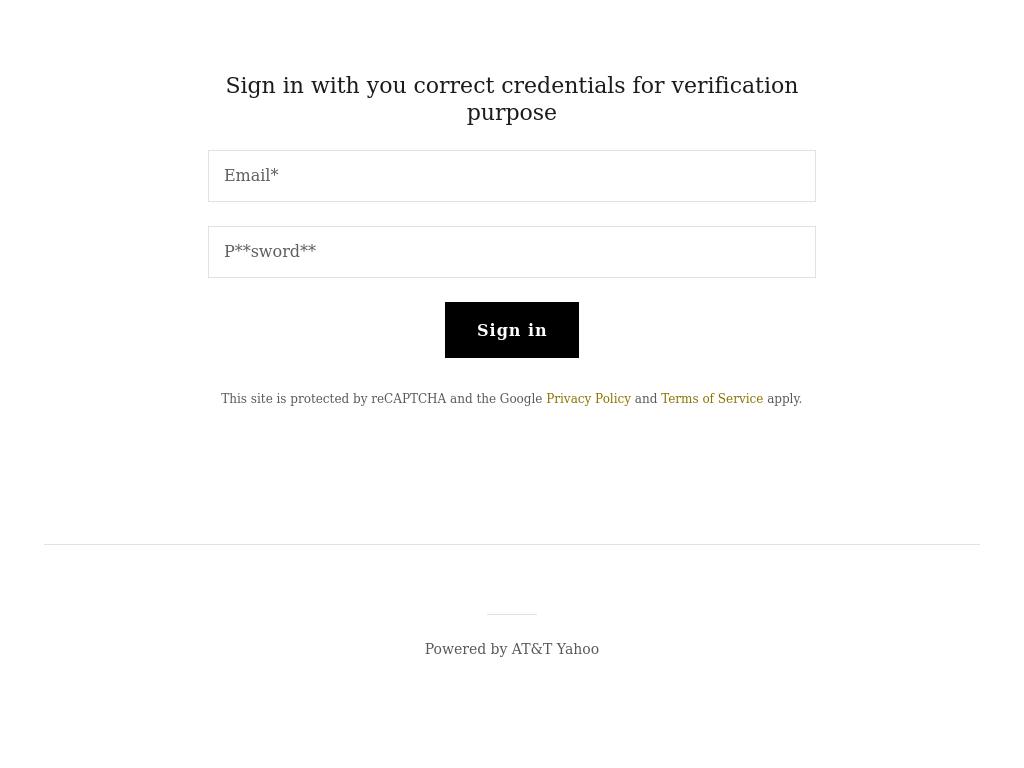 Sign in with you correct credentials for verification
purpose
Email*
P**sword**
Sign in
This site is protected by reCAPTCHA and the Google Privacy Policy and Terms of Service apply.
Powered by AT&T Yahoo